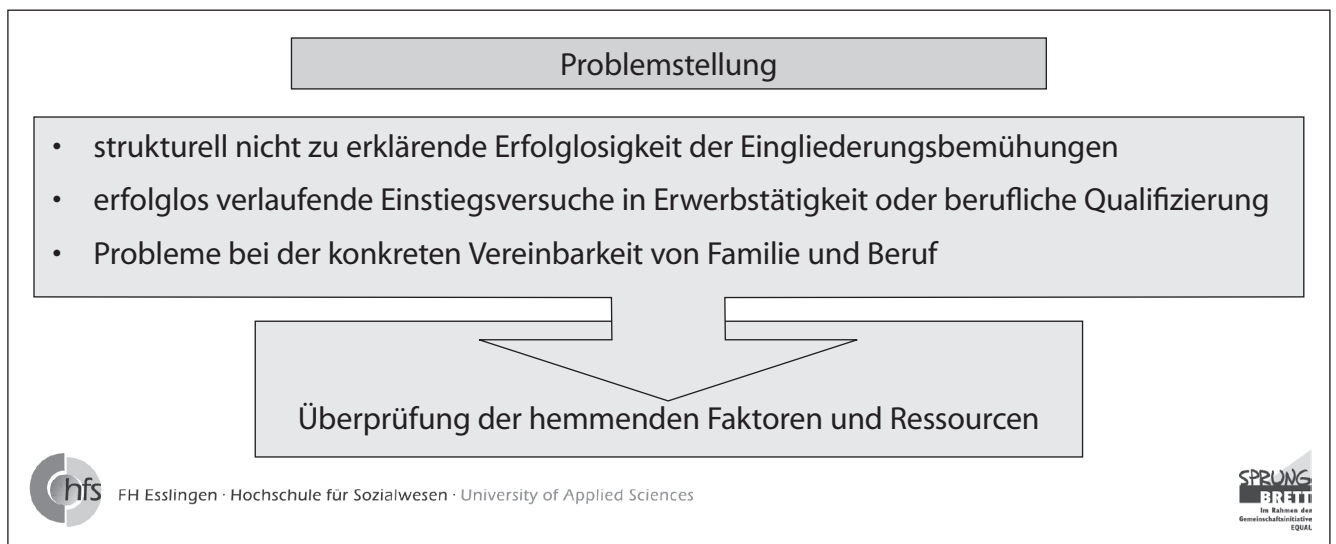 Problemstellung
• strukturell nicht zu erklärende Erfolglosigkeit der Eingliederungsbemühungen
• erfolglos verlaufende Einstiegsversuche in Erwerbstätigkeit oder berufliche Qualifizierung
• Probleme bei der konkreten Vereinbarkeit von Familie und Beruf
Überprüfung der hemmenden Faktoren und Ressourcen
hfs
FH Esslingen · Hochschule für Sozialwesen · University of Applied Sciences
SPRUNG
BRETT
Im Rahmen der
Gemeinschaftsinitiative
EQUAL